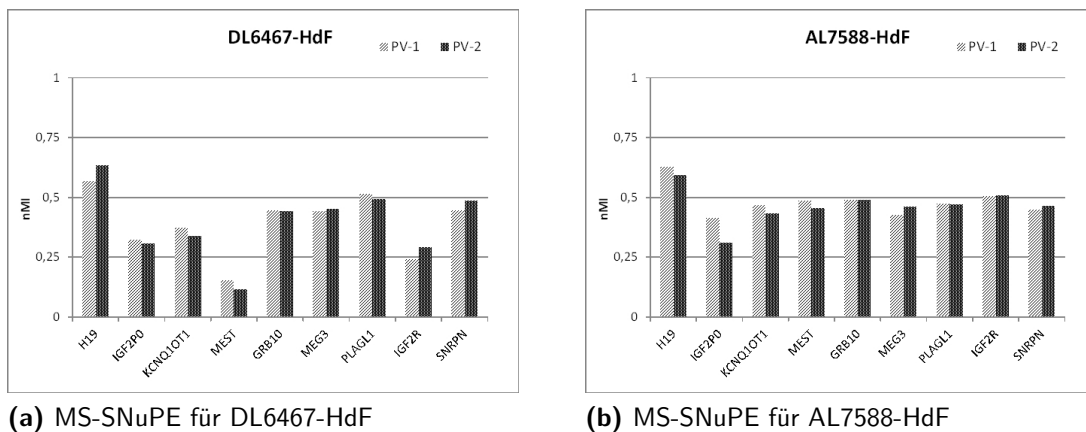 DL6467-HdF
PV-1 PV-2
1
0,75
0,5
0,25
0
nMI
H19 IGF2P0 KCNQ1OT1 MEST GRB10 MEG3 PLAGL1 IGF2R SNRPN
(a) MS-SNuPE für DL6467-HdF
AL7588-HdF
PV-1 PV-2
1
0,75
0,5
0,25
0
nMI
H19 IGF2P0 KCNQ1OT1 MEST GRB10 MEG3 PLAGL1 IGF2R SNRPN
(b) MS-SNuPE für AL7588-HdF